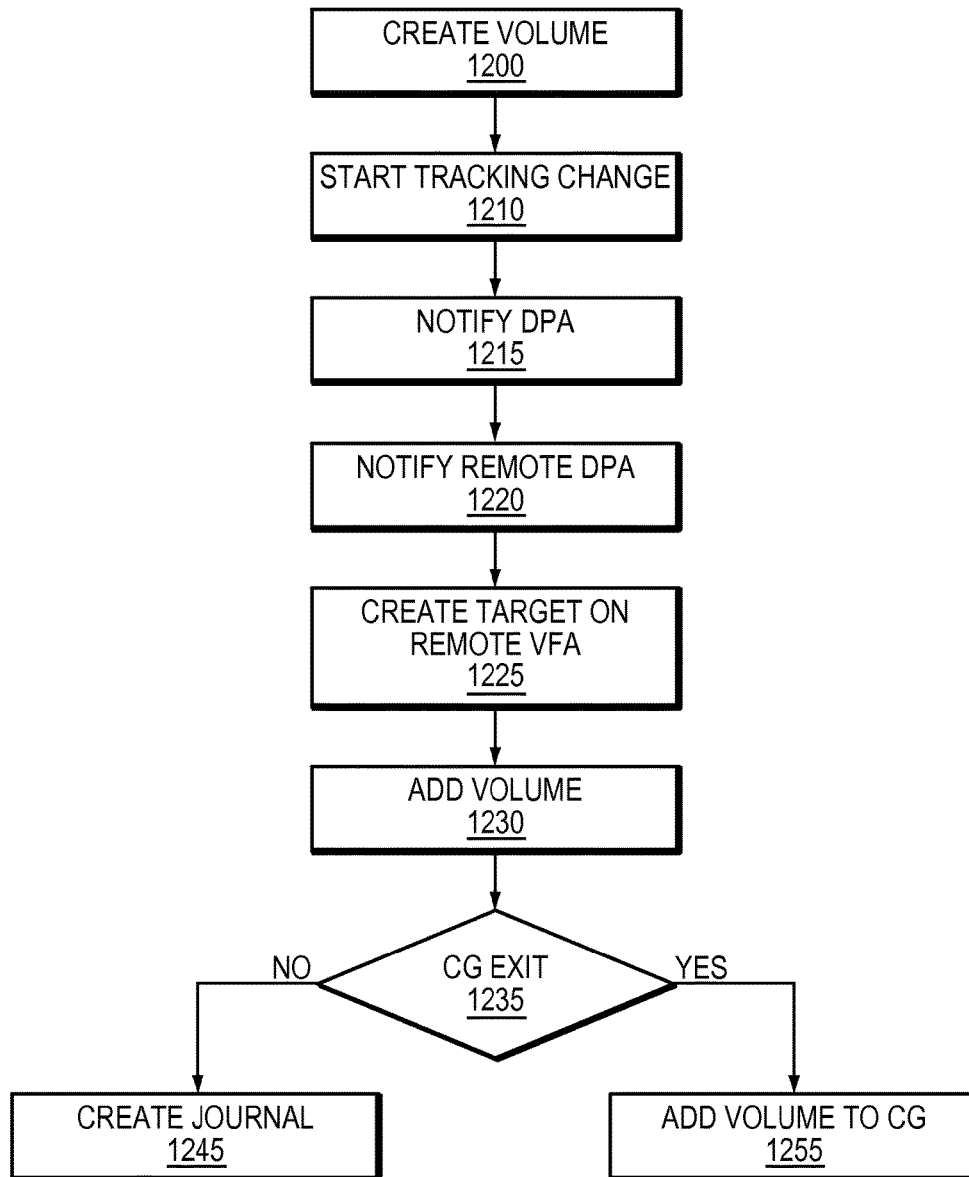 CREATE VOLUME
1200
START TRACKING CHANGE
1210
NOTIFY DPA
1215
NOTIFY REMOTE DPA
1220
CREATE TARGET ON
REMOTE VFA
1225
ADD VOLUME
1230
NO
CG EXIT
YES
1235
CREATE JOURNAL
1245
ADD VOLUME TO CG
1255